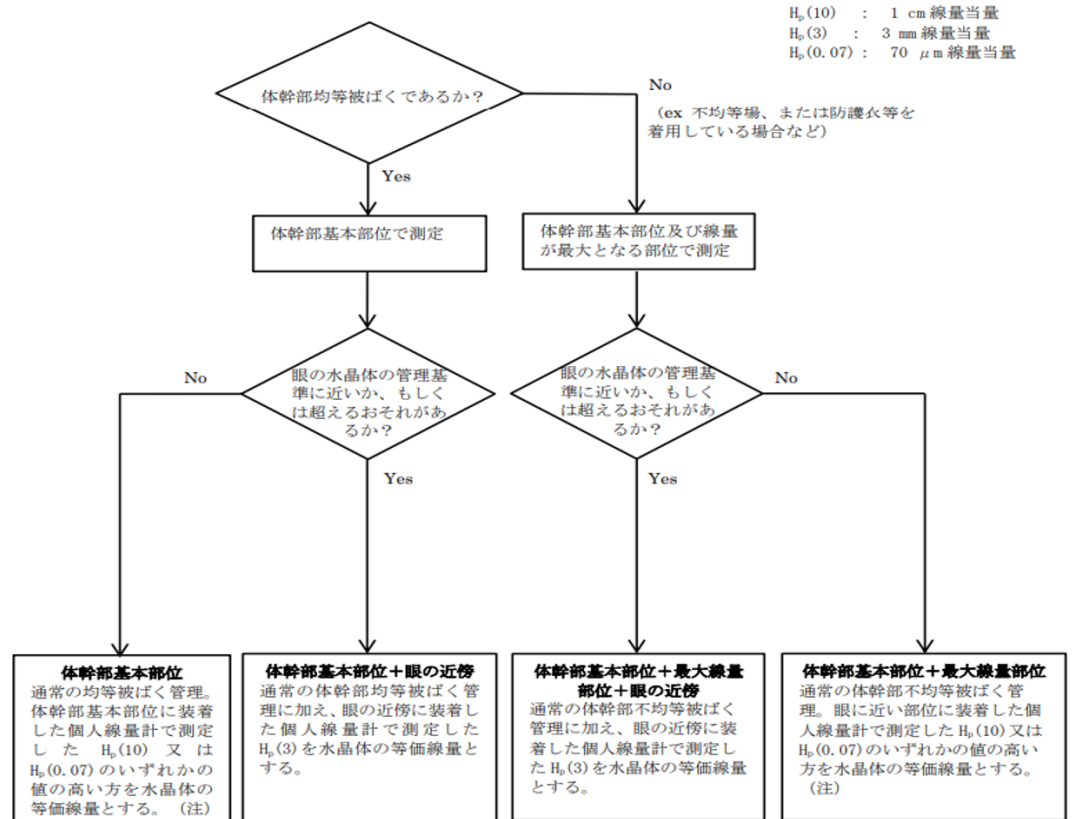 Hp(10) : 1 cm 線量当量
Hp(3) : 3 mm 線量当量
Hp(0.07) : 70 μm 線量当量
体幹部均等被ばくであるか？
No
（ex 不均等場、または防護衣等を
着用している場合など）
Yes
体幹部基本部位で測定
体幹部基本部位及び線量
が最大となる部位で測定
No
眼の水晶体の管理基
準に近いか、もしく
は超えるおそれがあ
るか？
Yes
眼の水晶体の管理基
準に近いか、もしく
は超えるおそれがあ
るか？
No
Yes
体幹部基本部位
通常の均等被ばく管理。
体幹部基本部位に装着
した個人線量計で測定
した Hp(10) 又は
Hp(0.07)のいずれかの
値の高い方を水晶体の
等価線量とする。（注）
体幹部基本部位＋眼の近傍
通常の体幹部均等被ばく管
理に加え、眼の近傍に装着し
た個人線量計で測定した
Hp(3)を水晶体の等価線量と
する。
体幹部基本部位＋最大線量
部位＋眼の近傍
通常の体幹部不均等被ばく
管理に加え、眼の近傍に装
着した個人線量計で測定し
たHp(3)を水晶体の等価線量
とする。
体幹部基本部位＋最大線量部位
通常の体幹部不均等被ばく管
理。眼に近い部位に装着した個
人線量計で測定したHp(10)又は
Hp(0.07)のいずれかの値の高い
方を水晶体の等価線量とする。
（注）